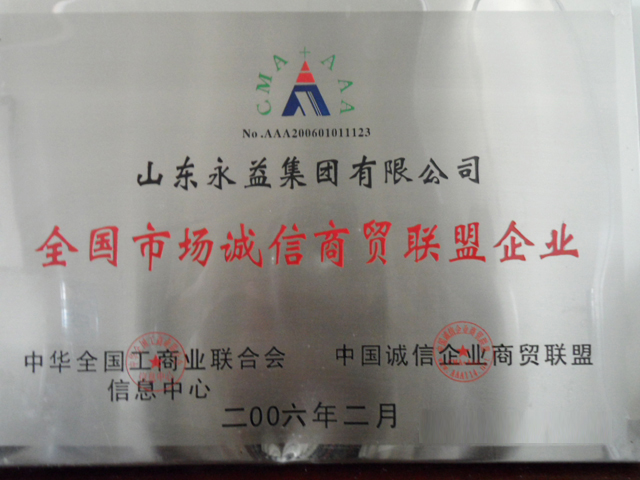 CMA AAA
No.AAA200601011123
山东永益集团有限公司
全国市场诚信商贸联盟企业
中华全国工商业联合会
信息中心
中国诚信企业商贸联盟
二00六年二月